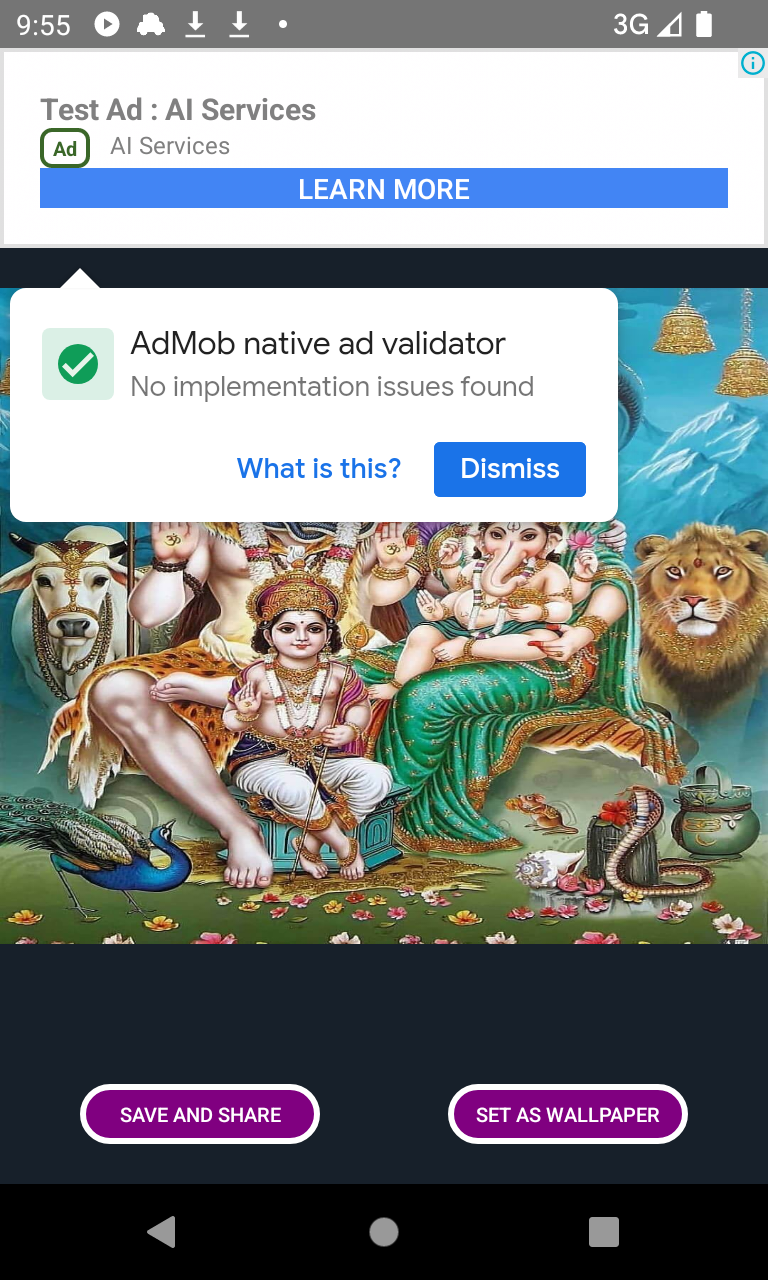 9:55
3G
Test Ad : AI Services
Ad
AI Services
LEARN MORE
AdMob native ad validator
No implementation issues found
What is this?
Dismiss
ॐ
ॐ
SAVE AND SHARE
SET AS WALLPAPER